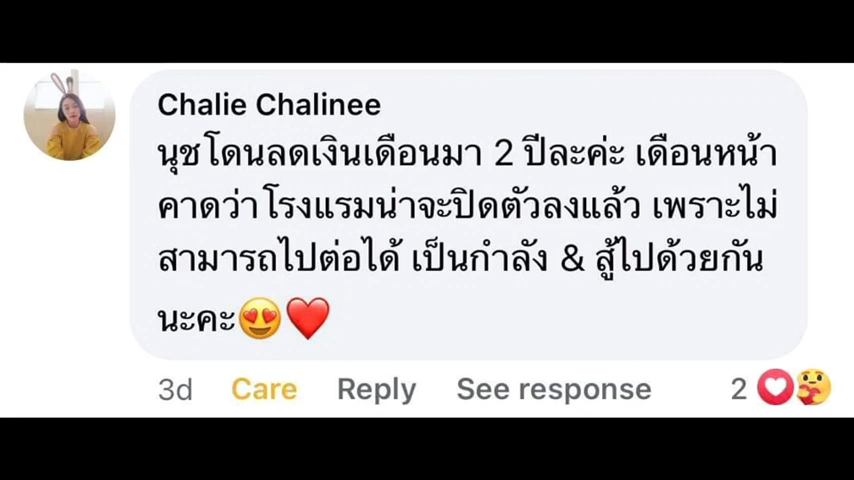 Chalie Chalinee
นุชโดนลดเงินเดือนมา 2 ปีละค่ะ เดือนหน้า
คาดว่าโรงแรมน่าจะปิดตัวลงแล้ว เพราะไม่
สามารถไปต่อได้ เป็นกำลัง & สู้ไปด้วยกัน
นะคะ😍❤️
3d Care Reply See response 2